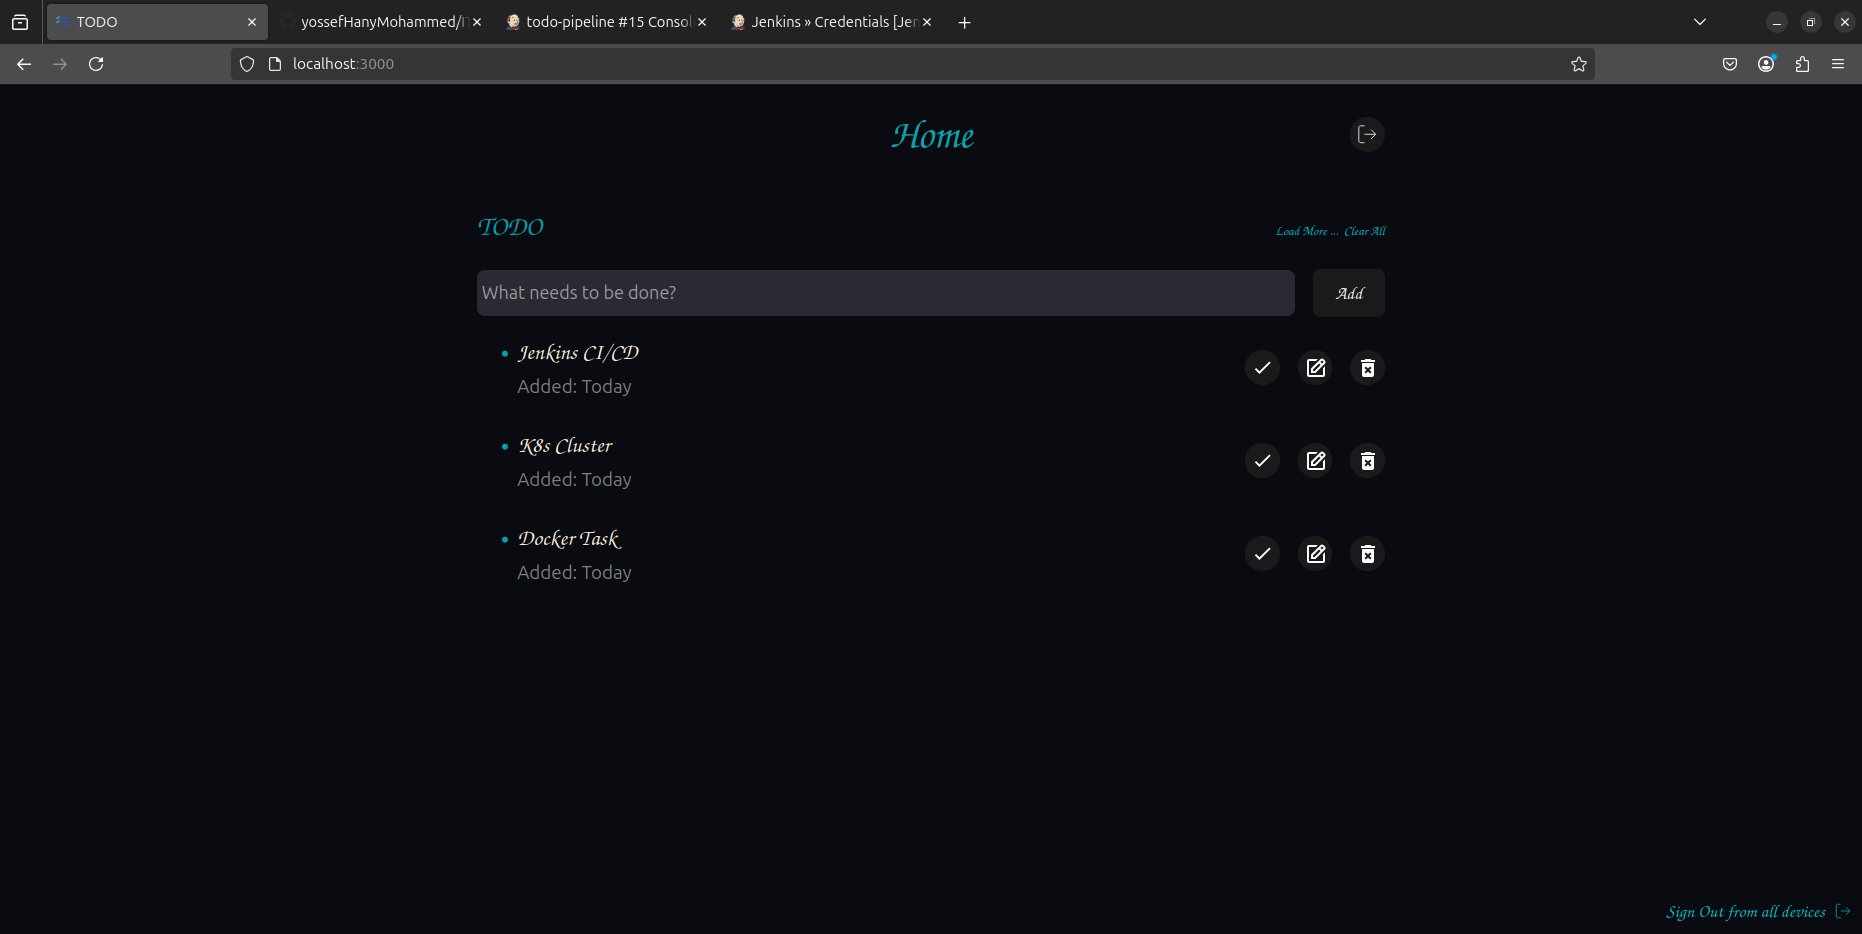 TODO
yossefHanyMohammed/
todo-pipeline #15 Consol
Jenkins » Credentials [Jen
localhost:3000
Home
TODO
Load More ... Clear All
What needs to be done?
Add
Jenkins CI/CD
Added: Today
K8s Cluster
Added: Today
Docker Task
Added: Today
Sign Out from all devices